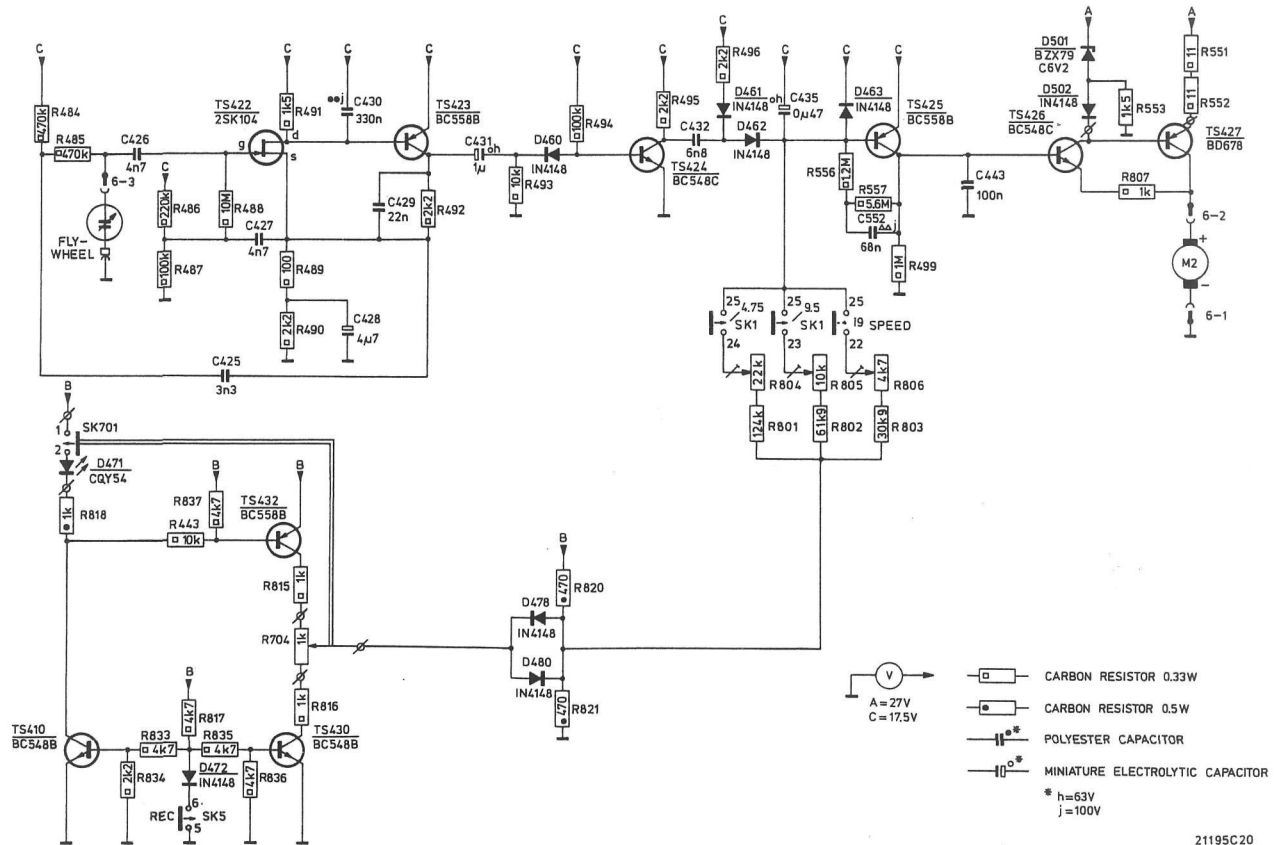 C C C C C C C C C C A A
R484
470k
R485
470k
C426
4n7
6-3
FLY-
WHEEL
TS422
2SK104
g
d
s
R491
1k5
C430
j
330n
TS423
BC558B
C
R486
220k
R488
10M
C427
4n7
R487
100k
R489
100
R490
2k2
C428
4µ7
C429
22n
R492
2k2
C425
3n3
C431
h
1µ
R493
10k
D460
IN4148
R494
100k
TS424
BC548C
R495
2k2
C432
6n8
R496
2k2
D461
IN4148
D462
IN4148
C435
h
0µ47
D463
IN4148
R556
1.2M
R557
5.6M
C552
j
68n
R499
1M
TS425
BC558B
C443
100n
TS426
BC548C
D501
BZX79
C6V2
D502
IN4148
R553
1k5
R551
11
R552
11
TS427
BD678
R807
1k
6-2
+
M2
-
6-1
25 4.75 25 9.5 25
SK1 SK1 19 SPEED
24 23 22
22k R804 10k R805 4k7 R806
124k R801 61k9 R802 30k9 R803
B
1
2
SK701
D471
CQY54
1k
R818
R837
4k7
B
TS432
BC558B
B
R443
10k
R815
1k
R704
1k
1k
R816
D478
IN4148
D480
IN4148
B
470
R820
470
R821
TS410
BC548B
B
4k7
R817
R833
4k7
R835
4k7
TS430
BC548B
2k2
R834
D472
IN4148
4k7
R836
REC
6
5
SK5
V
A = 27V
C = 17.5V
CARBON RESISTOR 0.33W
CARBON RESISTOR 0.5W
* POLYESTER CAPACITOR
* MINIATURE ELECTROLYTIC CAPACITOR
* h=63V
j=100V
21195C20